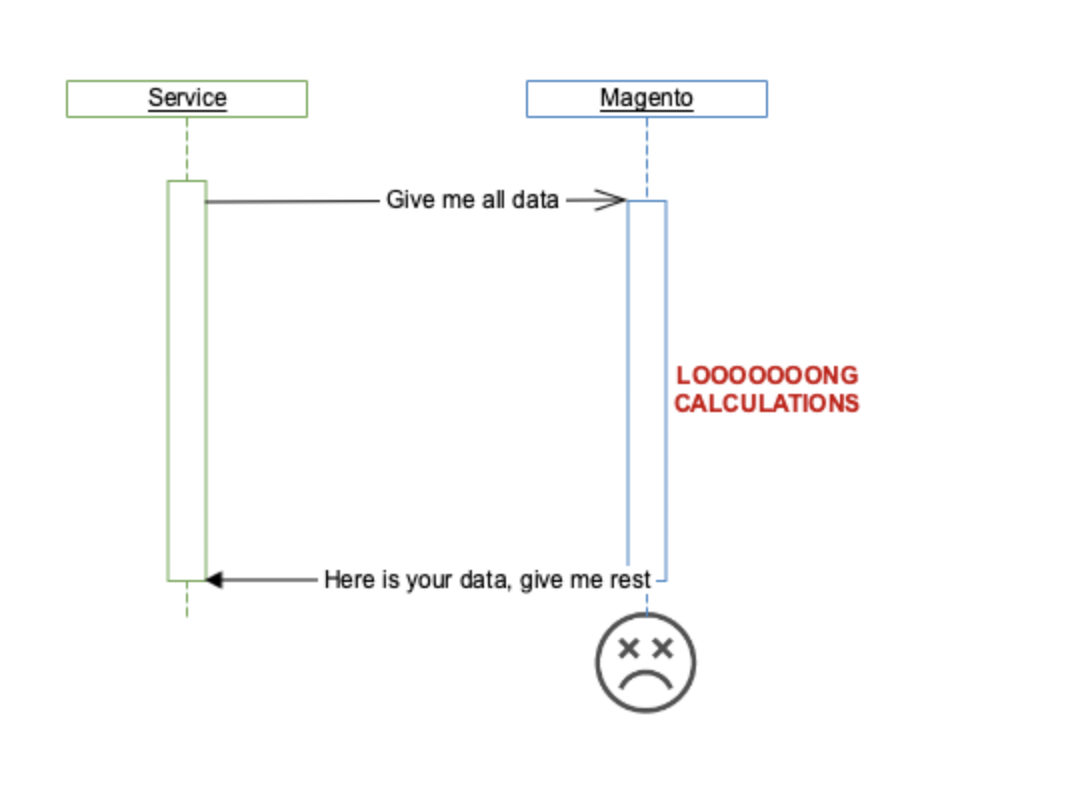 Service
Magento
Give me all data
LOOOOOOONG
CALCULATIONS
Here is your data, give me rest